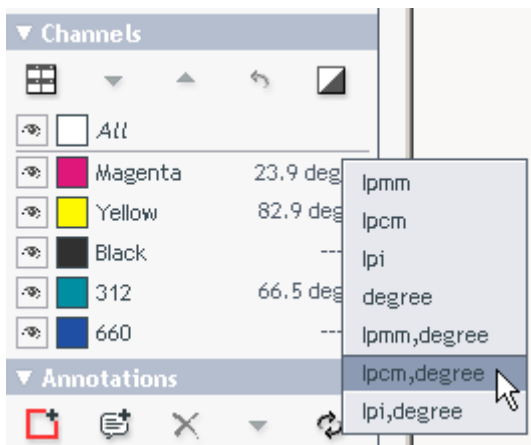 Channels
All
Magenta 23.9 deg
Yellow 82.9 deg
Black ---
312 66.5 deg
660 ---
Annotations
lpmm
lpcm
lpi
degree
lpmm,degree
lpcm,degree
lpi,degree